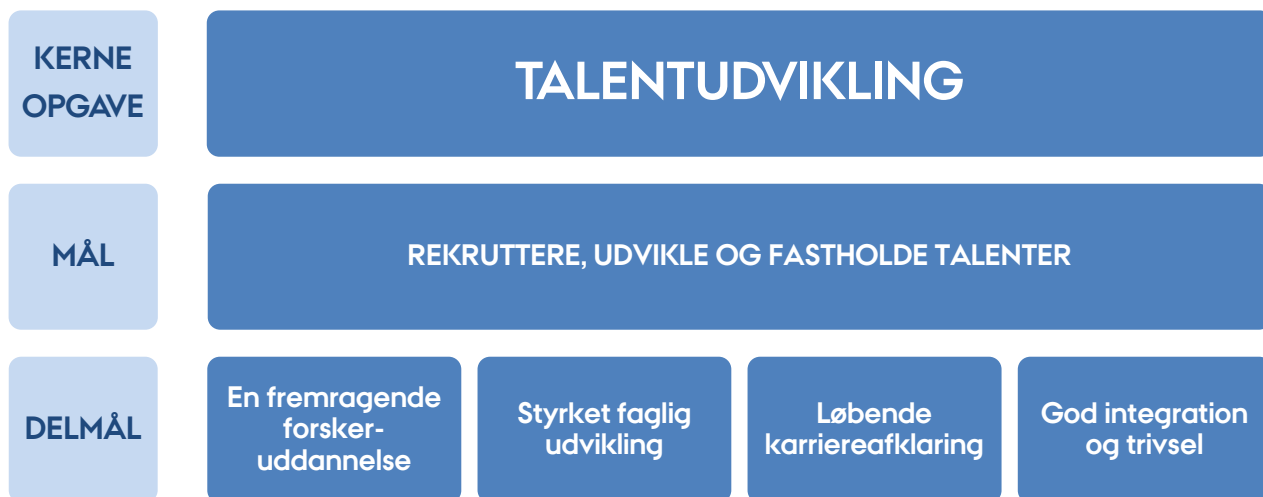 KERNE
OPGAVE
TALENTUDVIKLING
MÅL
REKRUTTERE, UDVIKLE OG FASTHOLDE TALENTER
DELMÅL
En fremragende
forsker-
uddannelse
Styrket faglig
udvikling
Løbende
karriereafklaring
God integration
og trivsel